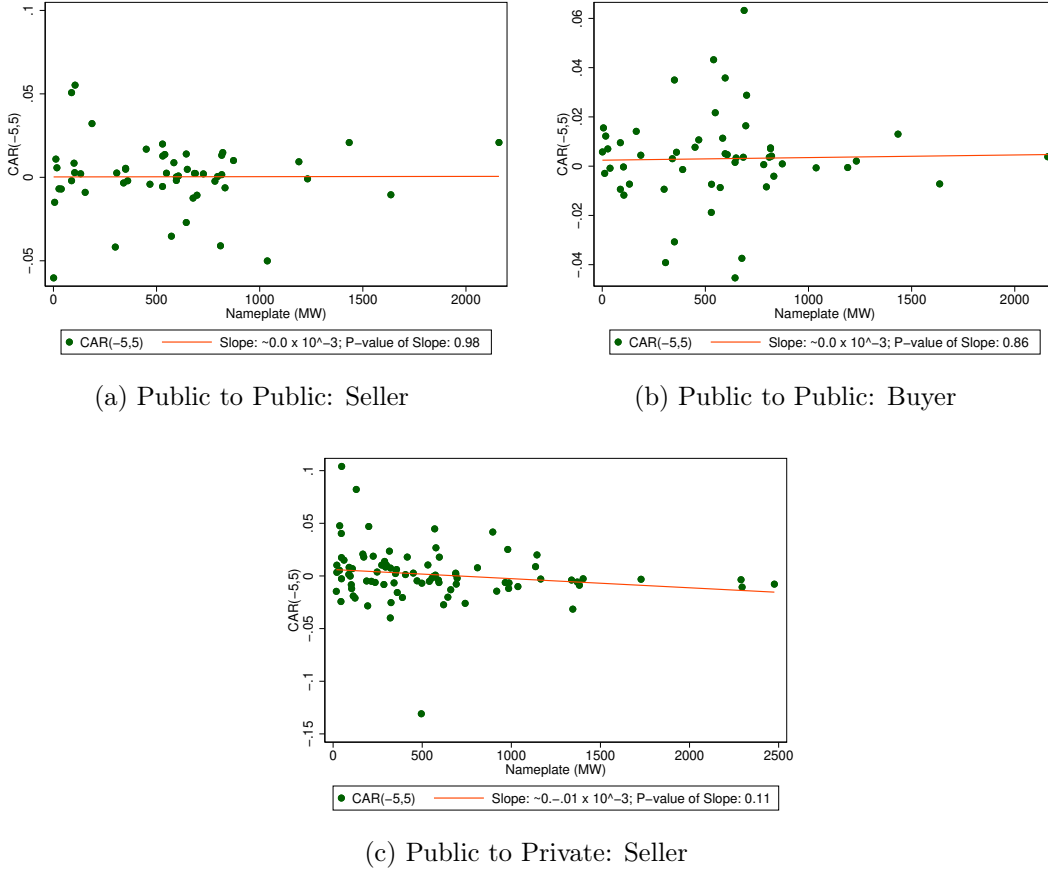 .1
.05
0
-.05
CAR(-5,5)
0 500 1000 1500 2000
Nameplate (MW)
CAR(-5,5) Slope: ~0.0 x 10^-3; P-value of Slope: 0.98
(a) Public to Public: Seller
.06
.04
.02
0
-.02
-.04
CAR(-5,5)
0 500 1000 1500 2000
Nameplate (MW)
CAR(-5,5) Slope: ~0.0 x 10^-3; P-value of Slope: 0.86
(b) Public to Public: Buyer
.1
.05
0
-.05
-.1
-.15
CAR(-5,5)
0 500 1000 1500 2000 2500
Nameplate (MW)
CAR(-5,5) Slope: ~0.-.01 x 10^-3; P-value of Slope: 0.11
(c) Public to Private: Seller